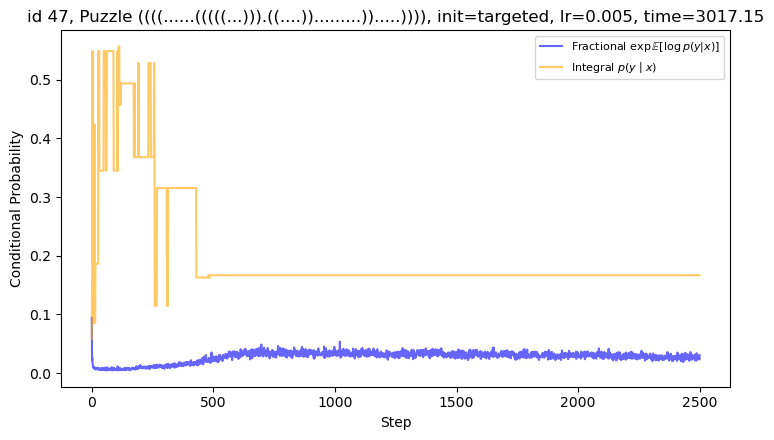 id 47, Puzzle ((((......(((((...))).((....)).........)).....)))), init=targeted, lr=0.005, time=3017.15
Fractional exp𝔼[log p(y|x)]
Integral p(y | x)
Conditional Probability
0.5
0.4
0.3
0.2
0.1
0.0
0 500 1000 1500 2000 2500
Step